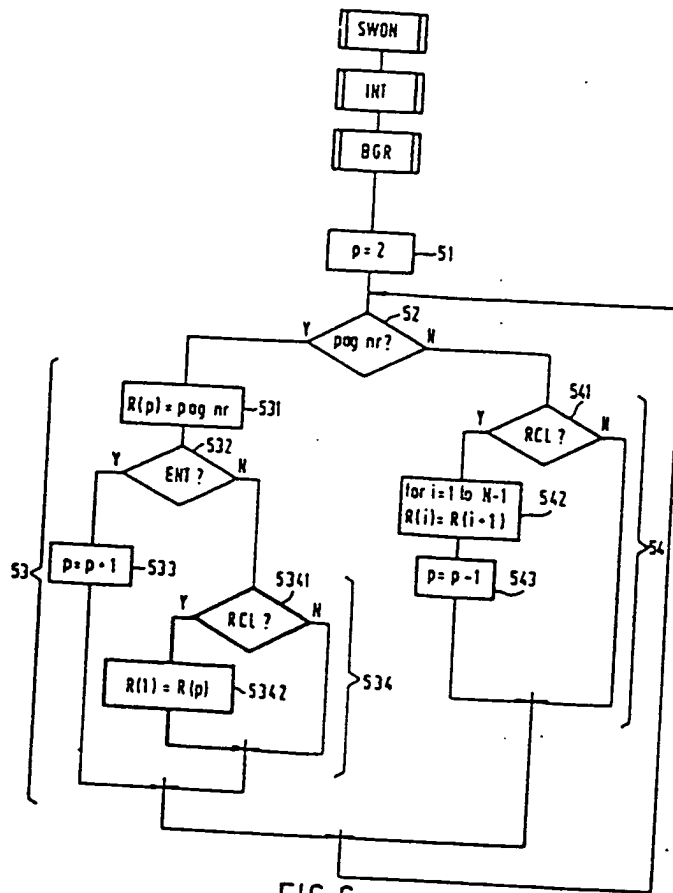 SWON
INT
BGR
p = 2
51
52
Y
pag nr?
N
R(p) = pag nr
531
541
Y
RCL ?
N
532
Y
ENT ?
N
for i=1 to N-1
R(i) = R(i+1)
542
53
p = p + 1
533
p = p - 1
543
54
5341
Y
RCL ?
N
R(1) = R(p)
5342
534